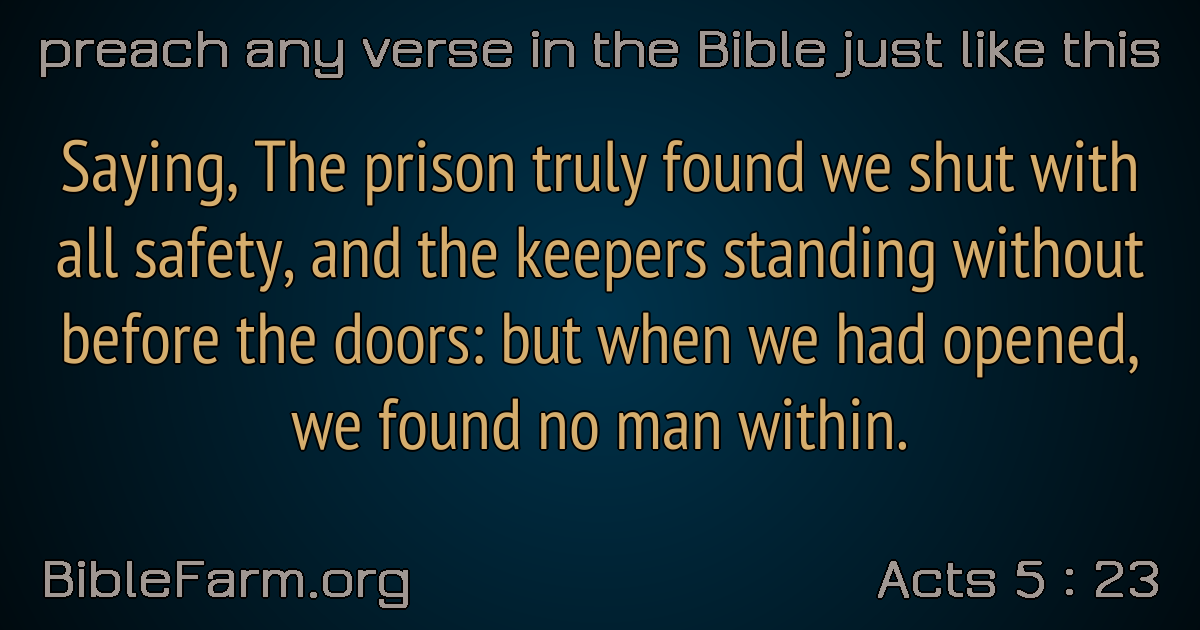 preach any verse in the Bible just like this
Saying, The prison truly found we shut with
all safety, and the keepers standing without
before the doors: but when we had opened,
we found no man within.
BibleFarm.org
Acts 5 : 23